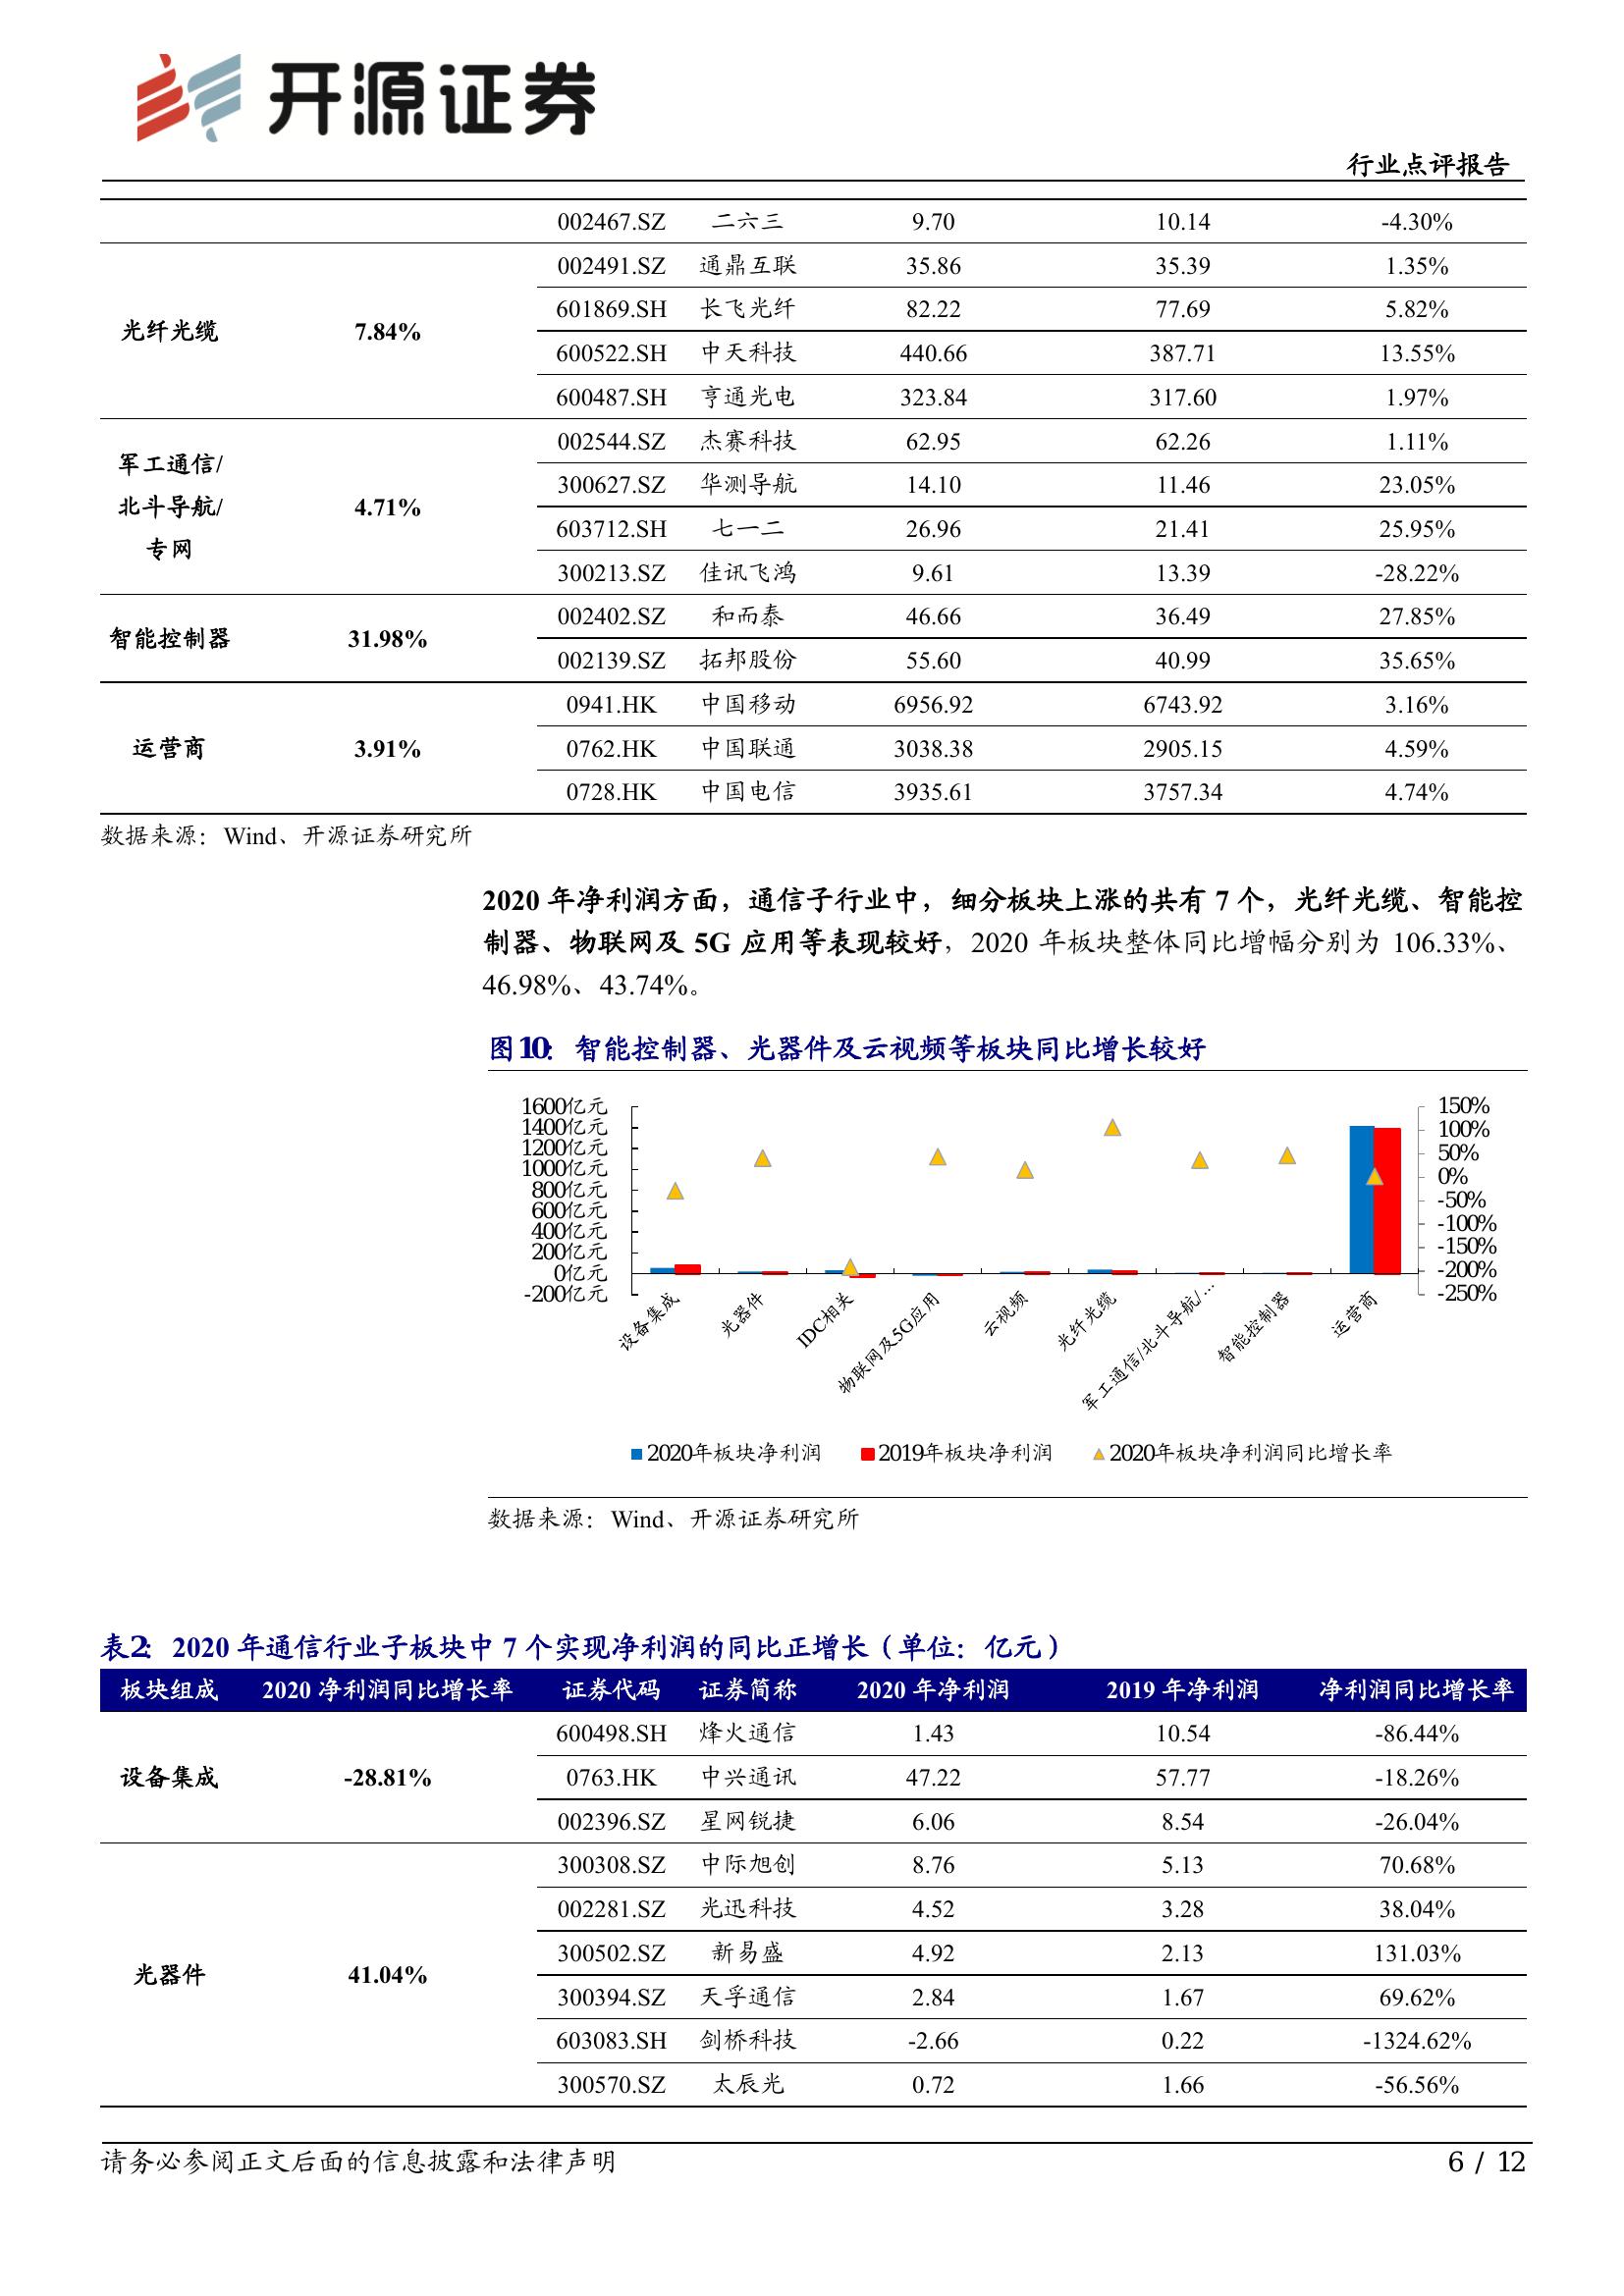 开源证券
行业点评报告
002467.SZ 二六三 9.70 10.14 -4.30%
光纤光缆 7.84%
002491.SZ 通鼎互联 35.86 35.39 1.35%
601869.SH 长飞光纤 82.22 77.69 5.82%
600522.SH 中天科技 440.66 387.71 13.55%
600487.SH 亨通光电 323.84 317.60 1.97%
军工通信/
北斗导航/
专网
4.71%
002544.SZ 杰赛科技 62.95 62.26 1.11%
300627.SZ 华测导航 14.10 11.46 23.05%
603712.SH 七一二 26.96 21.41 25.95%
300213.SZ 佳讯飞鸿 9.61 13.39 -28.22%
智能控制器 31.98%
002402.SZ 和而泰 46.66 36.49 27.85%
002139.SZ 拓邦股份 55.60 40.99 35.65%
运营商 3.91%
0941.HK 中国移动 6956.92 6743.92 3.16%
0762.HK 中国联通 3038.38 2905.15 4.59%
0728.HK 中国电信 3935.61 3757.34 4.74%
数据来源：Wind、开源证券研究所
2020 年净利润方面，通信子行业中，细分板块上涨的共有 7 个，光纤光缆、智能控
制器、物联网及 5G 应用等表现较好，2020 年板块整体同比增幅分别为 106.33%、
46.98%、43.74%。
图10：智能控制器、光器件及云视频等板块同比增长较好
1600亿元
1400亿元
1200亿元
1000亿元
800亿元
600亿元
400亿元
200亿元
0亿元
-200亿元
150%
100%
50%
0%
-50%
-100%
-150%
-200%
-250%
设备集成
光器件
IDC相关
物联网及5G应用
云视频
光纤光缆
军工通信/北斗导航/…
智能控制器
运营商
2020年板块净利润 2019年板块净利润 2020年板块净利润同比增长率
数据来源：Wind、开源证券研究所
表2：2020 年通信行业子板块中 7 个实现净利润的同比正增长（单位：亿元）
板块组成 2020 净利润同比增长率 证券代码 证券简称 2020 年净利润 2019 年净利润 净利润同比增长率
设备集成 -28.81%
600498.SH 烽火通信 1.43 10.54 -86.44%
0763.HK 中兴通讯 47.22 57.77 -18.26%
002396.SZ 星网锐捷 6.06 8.54 -26.04%
光器件 41.04%
300308.SZ 中际旭创 8.76 5.13 70.68%
002281.SZ 光迅科技 4.52 3.28 38.04%
300502.SZ 新易盛 4.92 2.13 131.03%
300394.SZ 天孚通信 2.84 1.67 69.62%
603083.SH 剑桥科技 -2.66 0.22 -1324.62%
300570.SZ 太辰光 0.72 1.66 -56.56%
请务必参阅正文后面的信息披露和法律声明
6 / 12